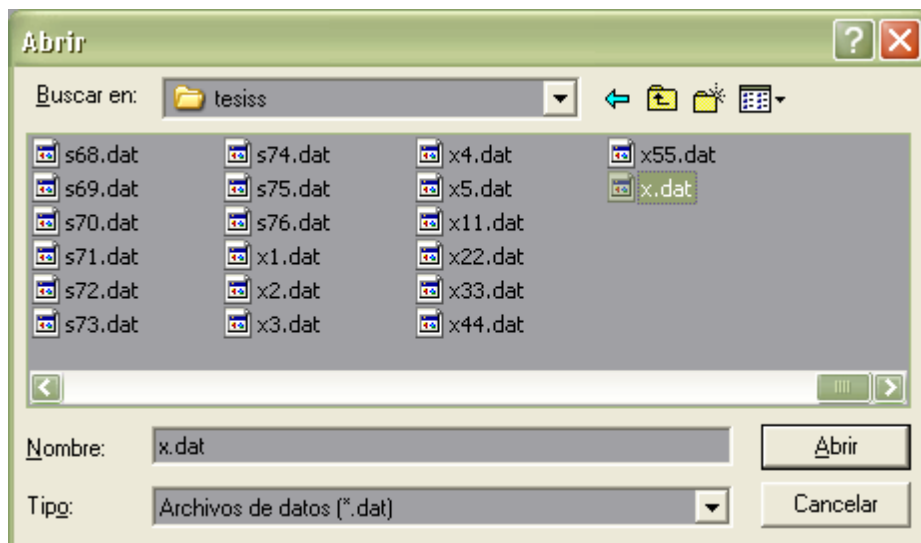 Abrir
Buscar en: tesiss
s68.dat s74.dat x4.dat x55.dat
s69.dat s75.dat x5.dat x.dat
s70.dat s76.dat x11.dat
s71.dat x1.dat x22.dat
s72.dat x2.dat x33.dat
s73.dat x3.dat x44.dat
Nombre: x.dat Abrir
Tipo: Archivos de datos (*.dat) Cancelar